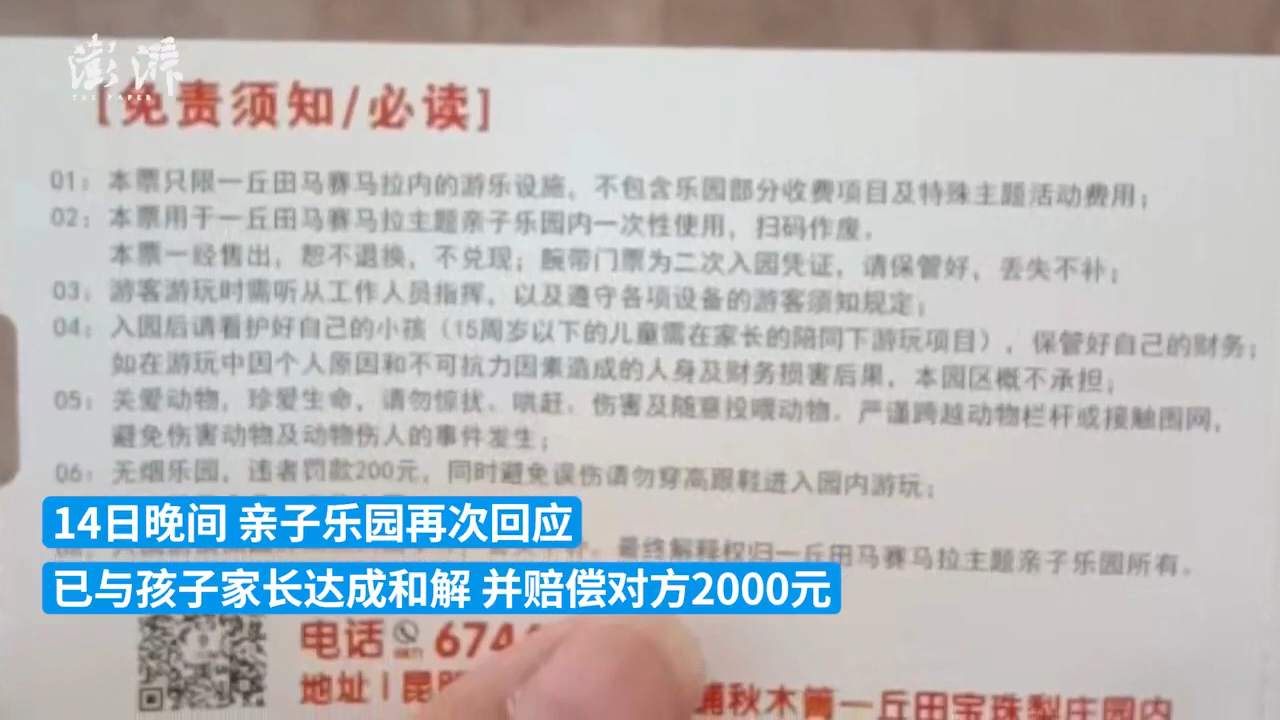 澎湃
THE PAPER
【免责须知/必读】
01：本票只限一丘田马赛马拉内的游乐设施，不包含乐园部分收费项目及特殊主题活动费用；
02：本票用于一丘田马赛马拉主题亲子乐园内一次性使用，扫码作废，
本票一经售出，恕不退换，不兑现；腕带门票为二次入园凭证，请保管好，丢失不补；
03：游客游玩时需听从工作人员指挥，以及遵守各项设备的游客须知规定；
04：入园后请看护好自己的小孩（15周岁以下的儿童需在家长的陪同下游玩项目），保管好自己的财务；
如在游玩中因个人原因和不可抗力因素造成的人身及财务损害后果，本园区概不承担；
05：关爱动物，珍爱生命，请勿惊扰、哄赶、伤害及随意投喂动物、严谨跨越动物栏杆或接触围网，
避免伤害动物及动物伤人的事件发生；
06：无烟乐园，违者罚款200元，同时避免误伤请勿穿高跟鞋进入园内游玩；
14日晚间 亲子乐园再次回应
最终解释权归一丘田马赛马拉主题亲子乐园所有。
已与孩子家长达成和解 并赔偿对方2000元
电话 674
地址 | 昆 秋木箐一丘田宝珠梨庄园内